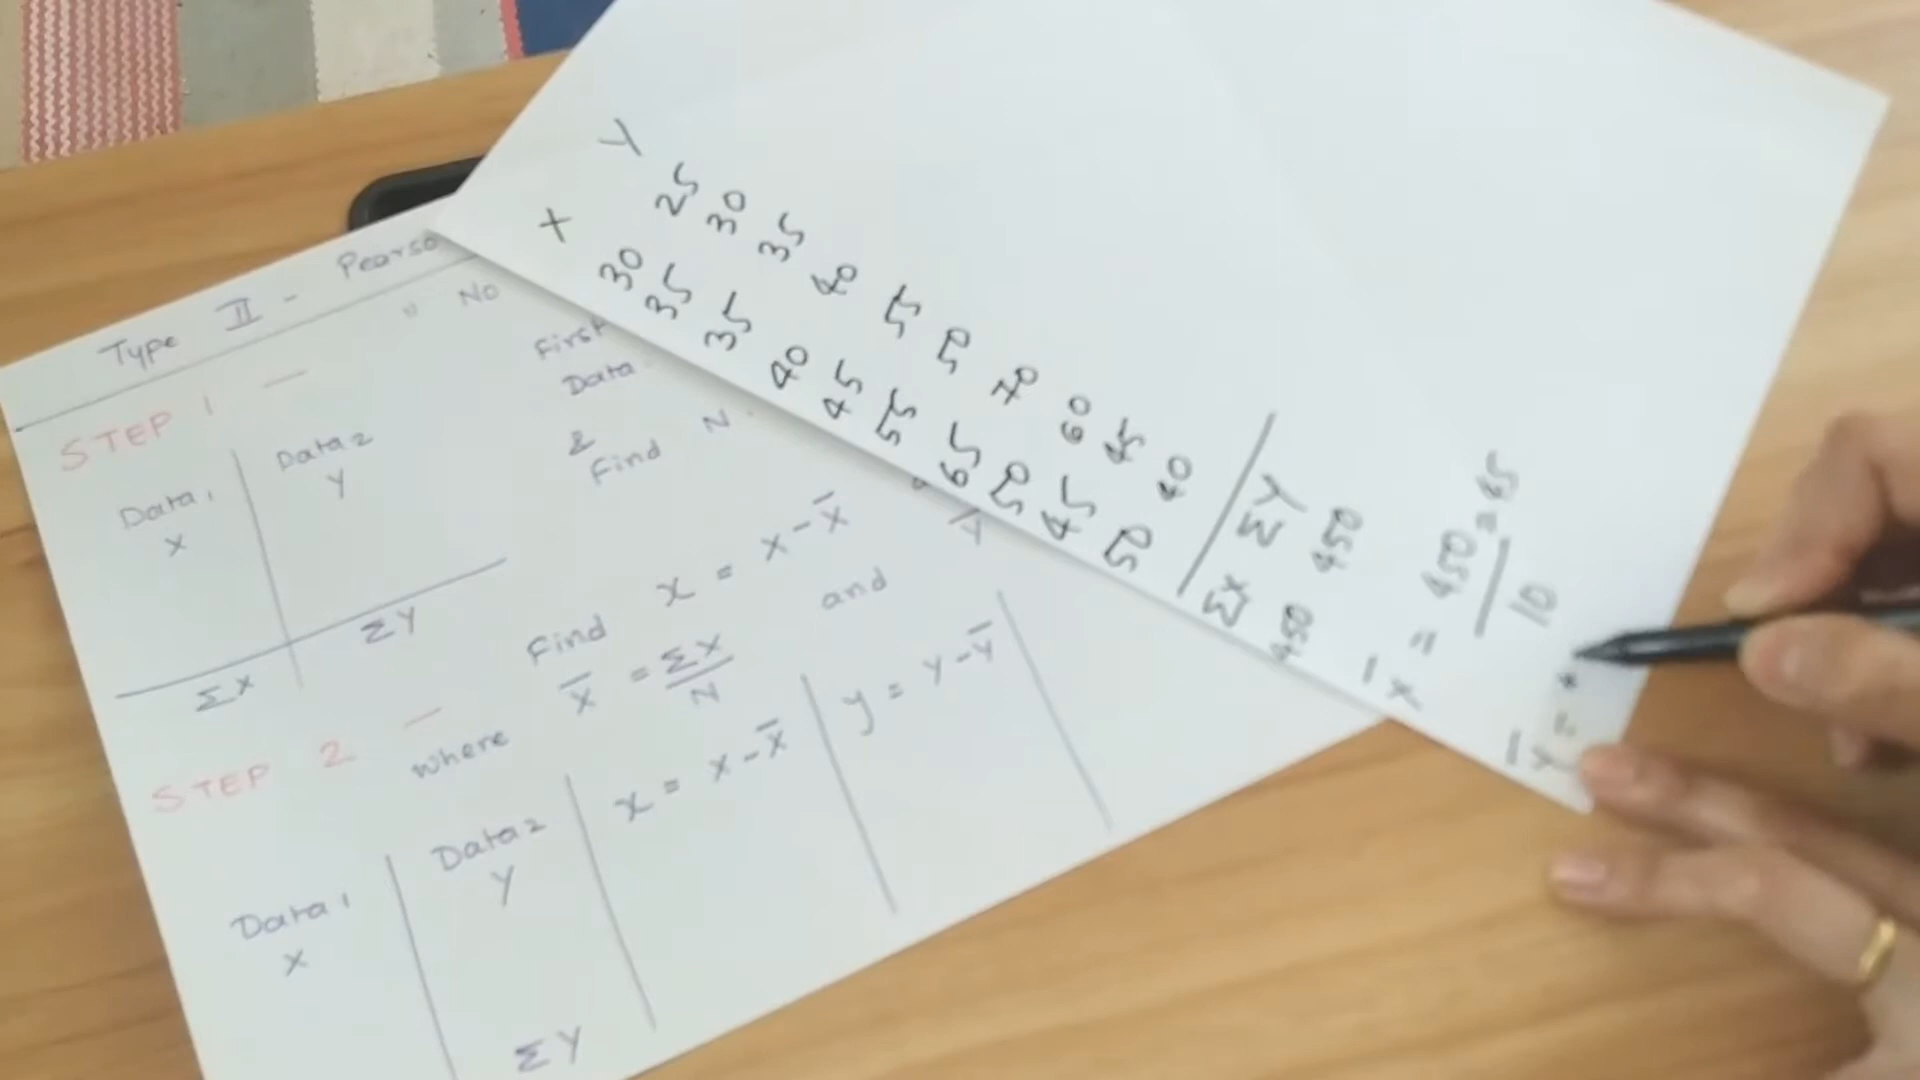 Type II - Pearso
" No
STEP 1 —
First
Data
& Find N
Data 1 Data 2
X Y
ΣX ΣY
STEP 2 —
Find x = X - X̄ and
where X̄ = ΣX / N
Data 1 Data 2 x = X - X̄ y = Y - Ȳ
X Y
ΣY
X Y
30 25
35 30
35 35
40 40
45 55
55 50
65 70
50 60
45 45
50 40
ΣX ΣY
450 450
X̄ = 450 / 10 = 45